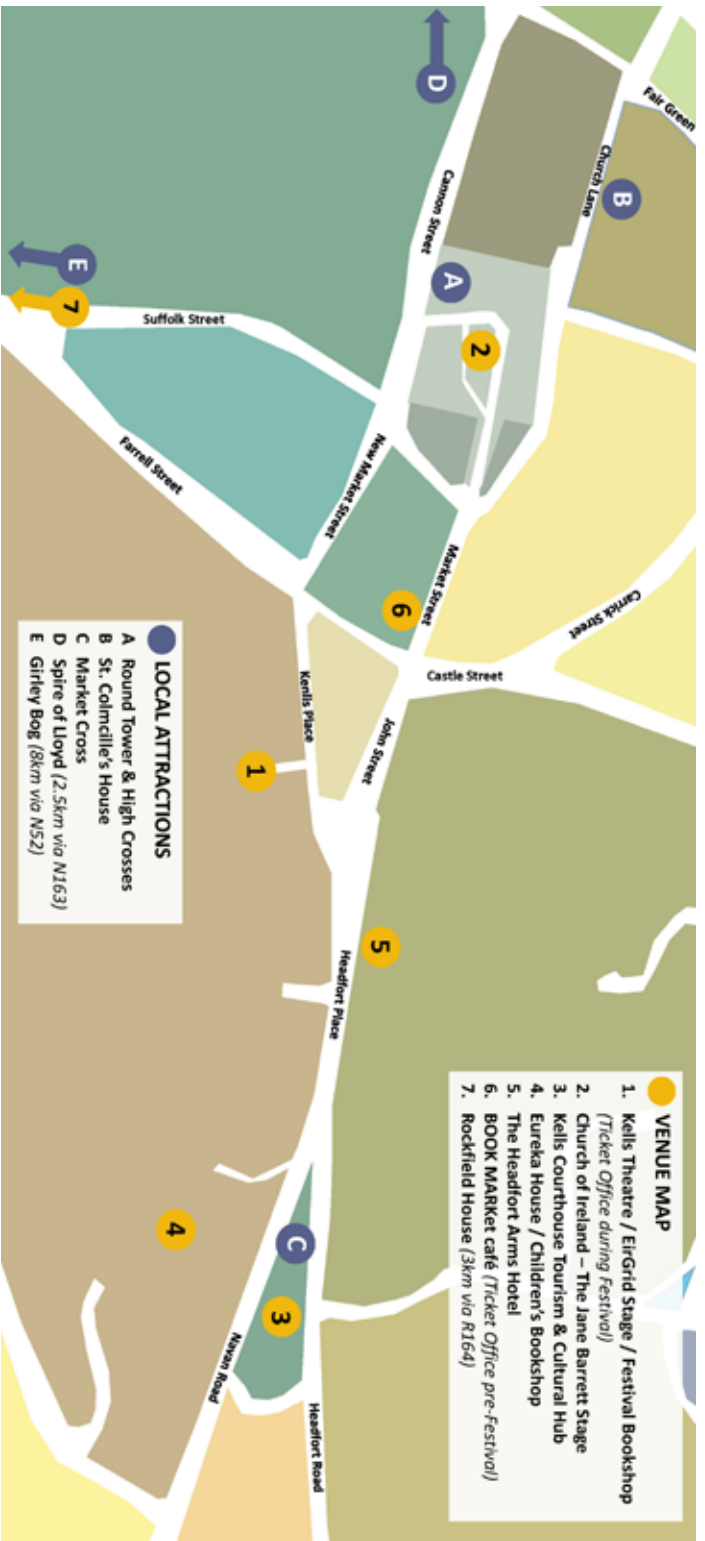 VENUE MAP
1. Kells Theatre / EirGrid Stage / Festival Bookshop
(Ticket Office during Festival)
2. Church of Ireland – The Jane Barrett Stage
3. Kells Courthouse Tourism & Cultural Hub
4. Eureka House / Children's Bookshop
5. The Headfort Arms Hotel
6. BOOK MARKet café (Ticket Office pre-Festival)
7. Rockfield House (3km via R164)
LOCAL ATTRACTIONS
A Round Tower & High Crosses
B St. Colmcille's House
C Market Cross
D Spire of Lloyd (2.5km via N163)
E Girley Bog (8km via N52)
Fair Green
Church Lane
B
D
Cannon Street
A
2
E
7
Suffolk Street
Farrell Street
New Market Street
Market Street
6
Carrick Street
Castle Street
John Street
Kenlis Place
1
5
Headfort Place
4
C
3
Navan Road
Headfort Road